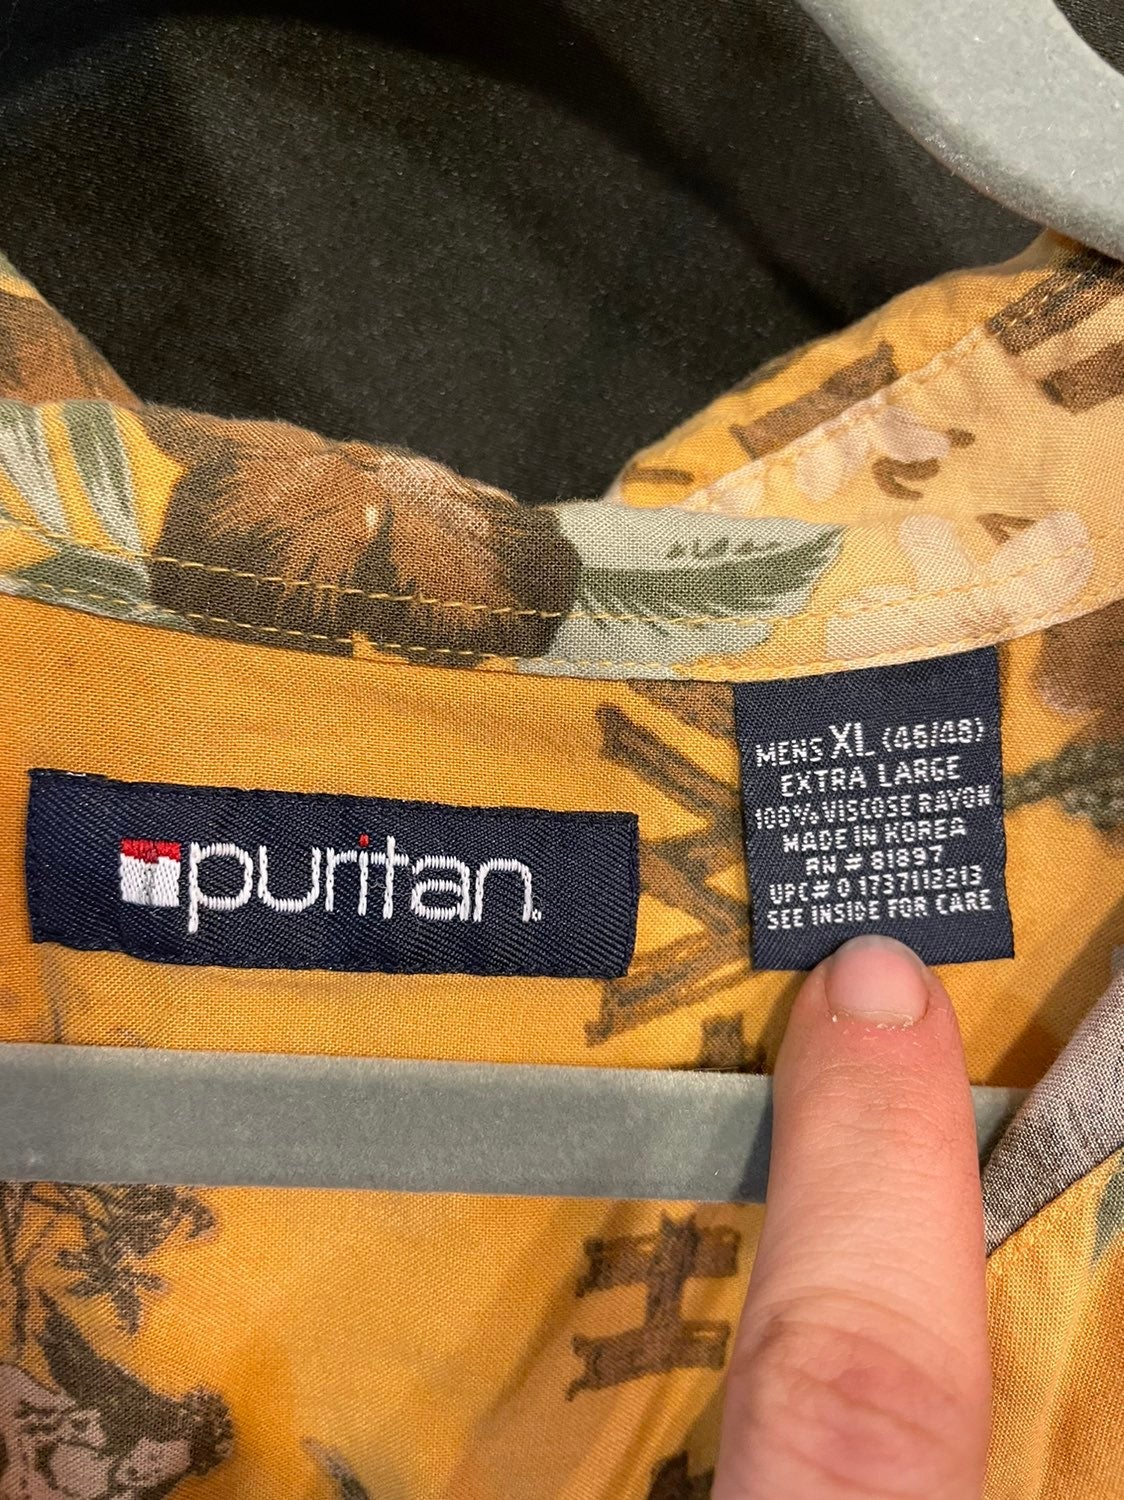 puritan.
MENS XL (46/48)
EXTRA LARGE
100% VISCOSE RAYON
MADE IN KOREA
RN # 81897
UPC# 0 1737112213
SEE INSIDE FOR CARE